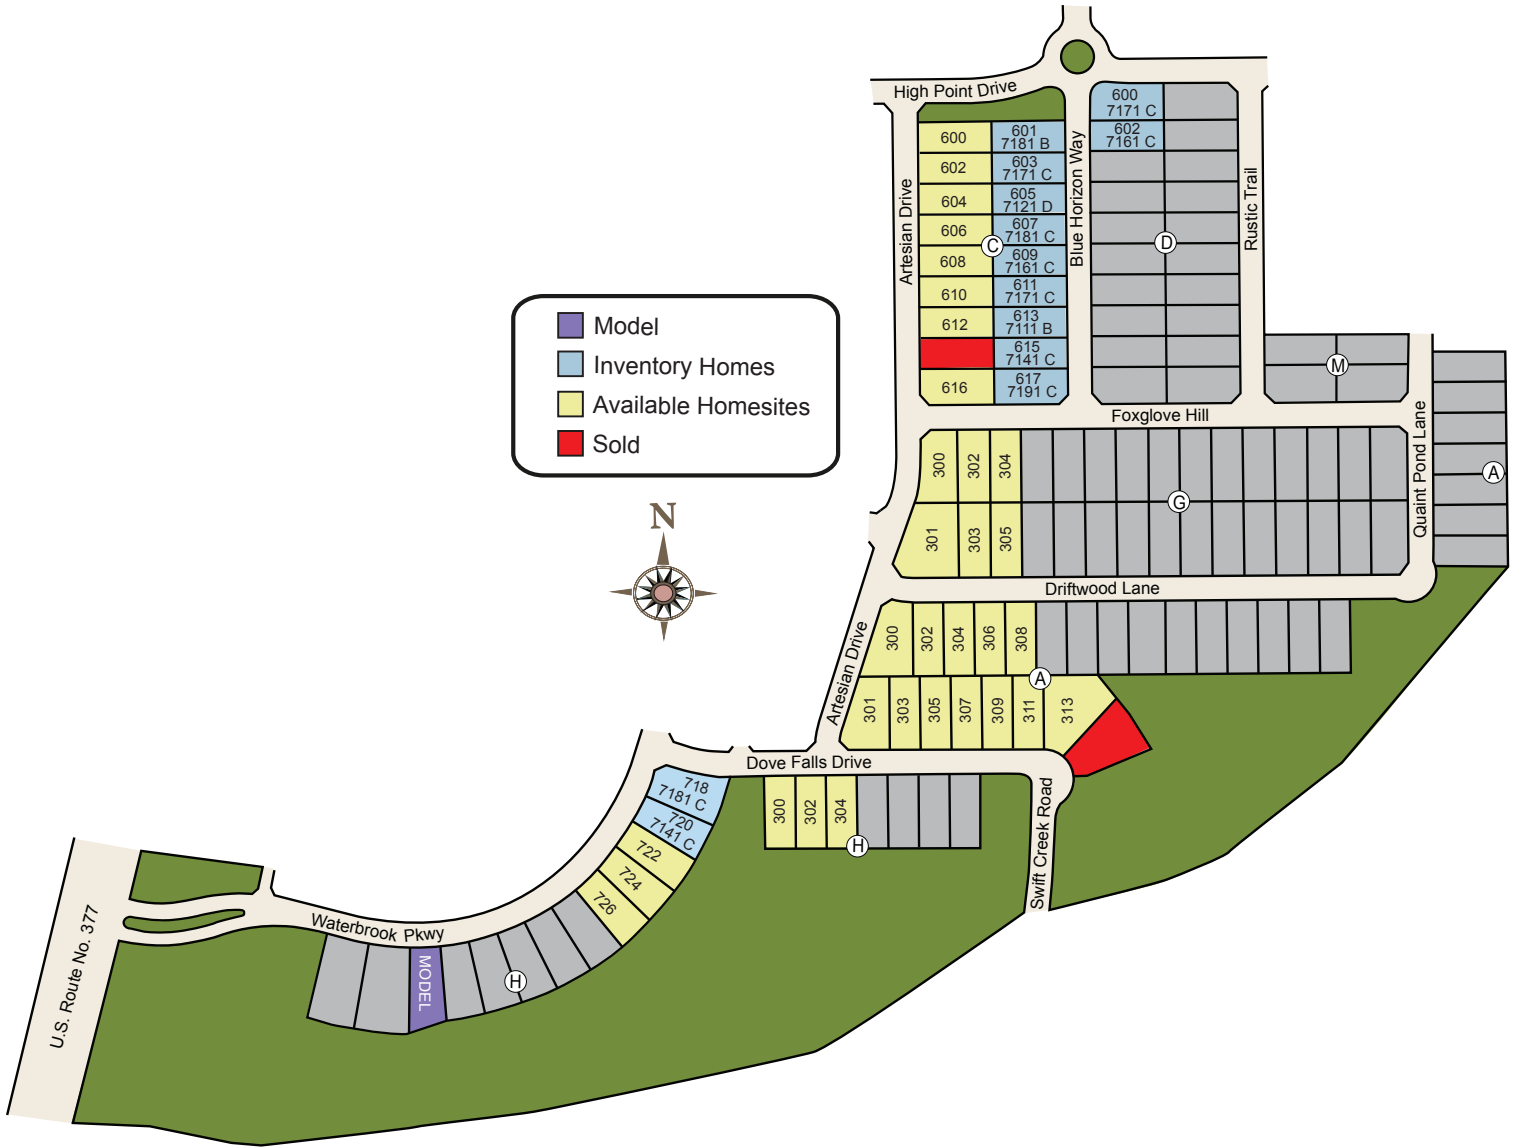 High Point Drive
Artesian Drive
Blue Horizon Way
Rustic Trail
600
7171 C
602
7161 C
600
601
7181 B
602
603
7171 C
604
605
7121 D
606
607
7181 C
608
609
7161 C
610
611
7171 C
612
613
7111 B
615
7141 C
616
617
7191 C
C
D
M
A
Model
Inventory Homes
Available Homesites
Sold
N
Foxglove Hill
Quaint Pond Lane
300
302
304
301
303
305
G
Driftwood Lane
Artesian Drive
300
302
304
306
308
A
301
303
305
307
309
311
313
Dove Falls Drive
Swift Creek Road
300
302
304
H
718
7181 C
720
7141 C
722
724
726
Waterbrook Pkwy
MODEL
H
U.S. Route No. 377